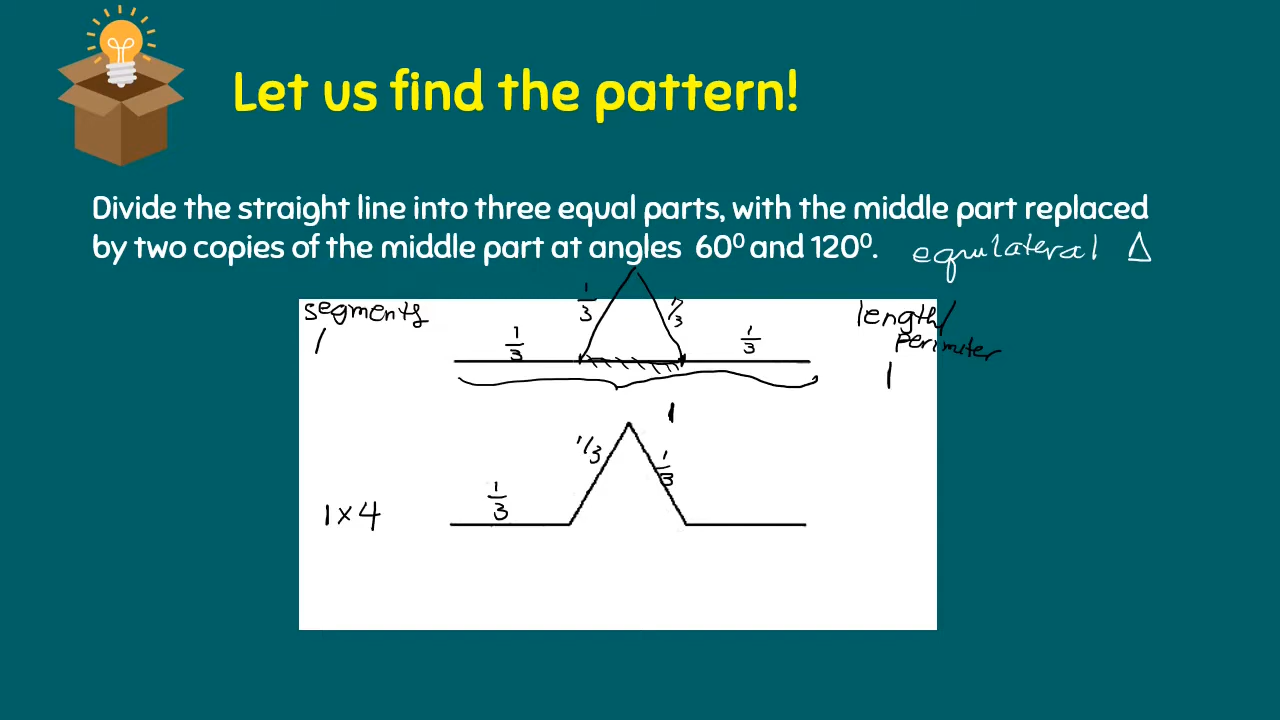 Let us find the pattern!
Divide the straight line into three equal parts, with the middle part replaced
by two copies of the middle part at angles 60⁰ and 120⁰. equilateral Δ
segments
1
1/3
1/3
1/3
1/3
length/
perimeter
1
1
1/3
1/3
1/3
1 × 4